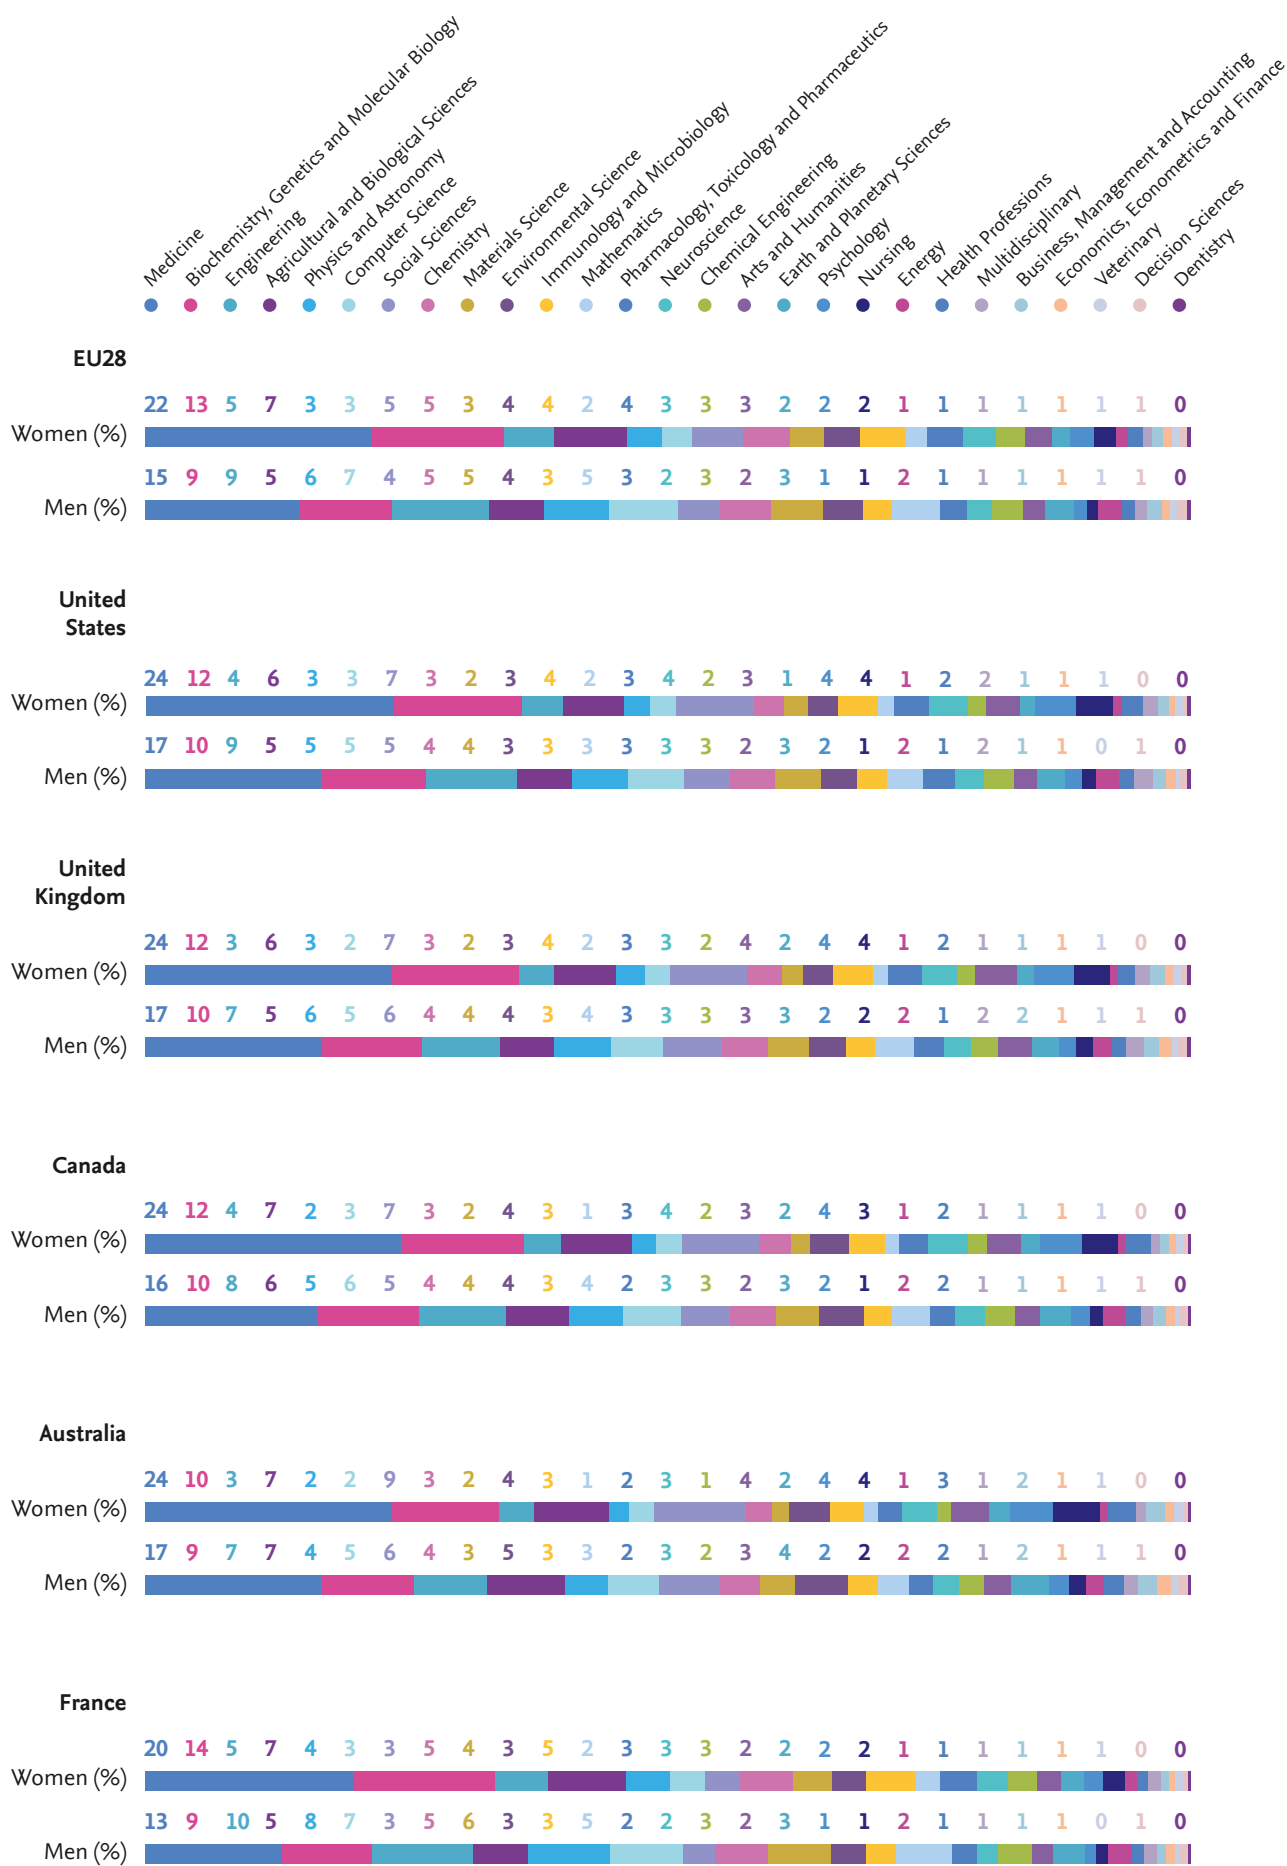 Medicine
Biochemistry, Genetics and Molecular Biology
Engineering
Agricultural and Biological Sciences
Physics and Astronomy
Computer Science
Social Sciences
Chemistry
Materials Science
Environmental Science
Immunology and Microbiology
Mathematics
Pharmacology, Toxicology and Pharmaceutics
Neuroscience
Chemical Engineering
Arts and Humanities
Earth and Planetary Sciences
Psychology
Nursing
Energy
Health Professions
Multidisciplinary
Business, Management and Accounting
Economics, Econometrics and Finance
Veterinary
Decision Sciences
Dentistry
EU28
22 13 5 7 3 3 5 5 3 4 4 2 4 3 3 3 2 2 2 1 1 1 1 1 1 1 0
Women (%)
15 9 9 5 6 7 4 5 5 4 3 5 3 2 3 2 3 1 1 2 1 1 1 1 1 1 0
Men (%)
United
States
24 12 4 6 3 3 7 3 2 3 4 2 3 4 2 3 1 4 4 1 2 2 1 1 1 0 0
Women (%)
17 10 9 5 5 5 5 4 4 3 3 3 3 3 3 2 3 2 1 2 1 2 1 1 0 1 0
Men (%)
United
Kingdom
24 12 3 6 3 2 7 3 2 3 4 2 3 3 2 4 2 4 4 1 2 1 1 1 1 0 0
Women (%)
17 10 7 5 6 5 6 4 4 4 3 4 3 3 3 3 3 2 2 2 1 2 2 1 1 1 0
Men (%)
Canada
24 12 4 7 2 3 7 3 2 4 3 1 3 4 2 3 2 4 3 1 2 1 1 1 1 0 0
Women (%)
16 10 8 6 5 6 5 4 4 4 3 4 2 3 3 2 3 2 1 2 2 1 1 1 1 1 0
Men (%)
Australia
24 10 3 7 2 2 9 3 2 4 3 1 2 3 1 4 2 4 4 1 3 1 2 1 1 0 0
Women (%)
17 9 7 7 4 5 6 4 3 5 3 3 2 3 2 3 4 2 2 2 2 1 2 1 1 1 0
Men (%)
France
20 14 5 7 4 3 3 5 4 3 5 2 3 3 3 2 2 2 2 1 1 1 1 1 1 0 0
Women (%)
13 9 10 5 8 7 3 5 6 3 3 5 2 2 3 2 3 1 1 2 1 1 1 1 0 1 0
Men (%)